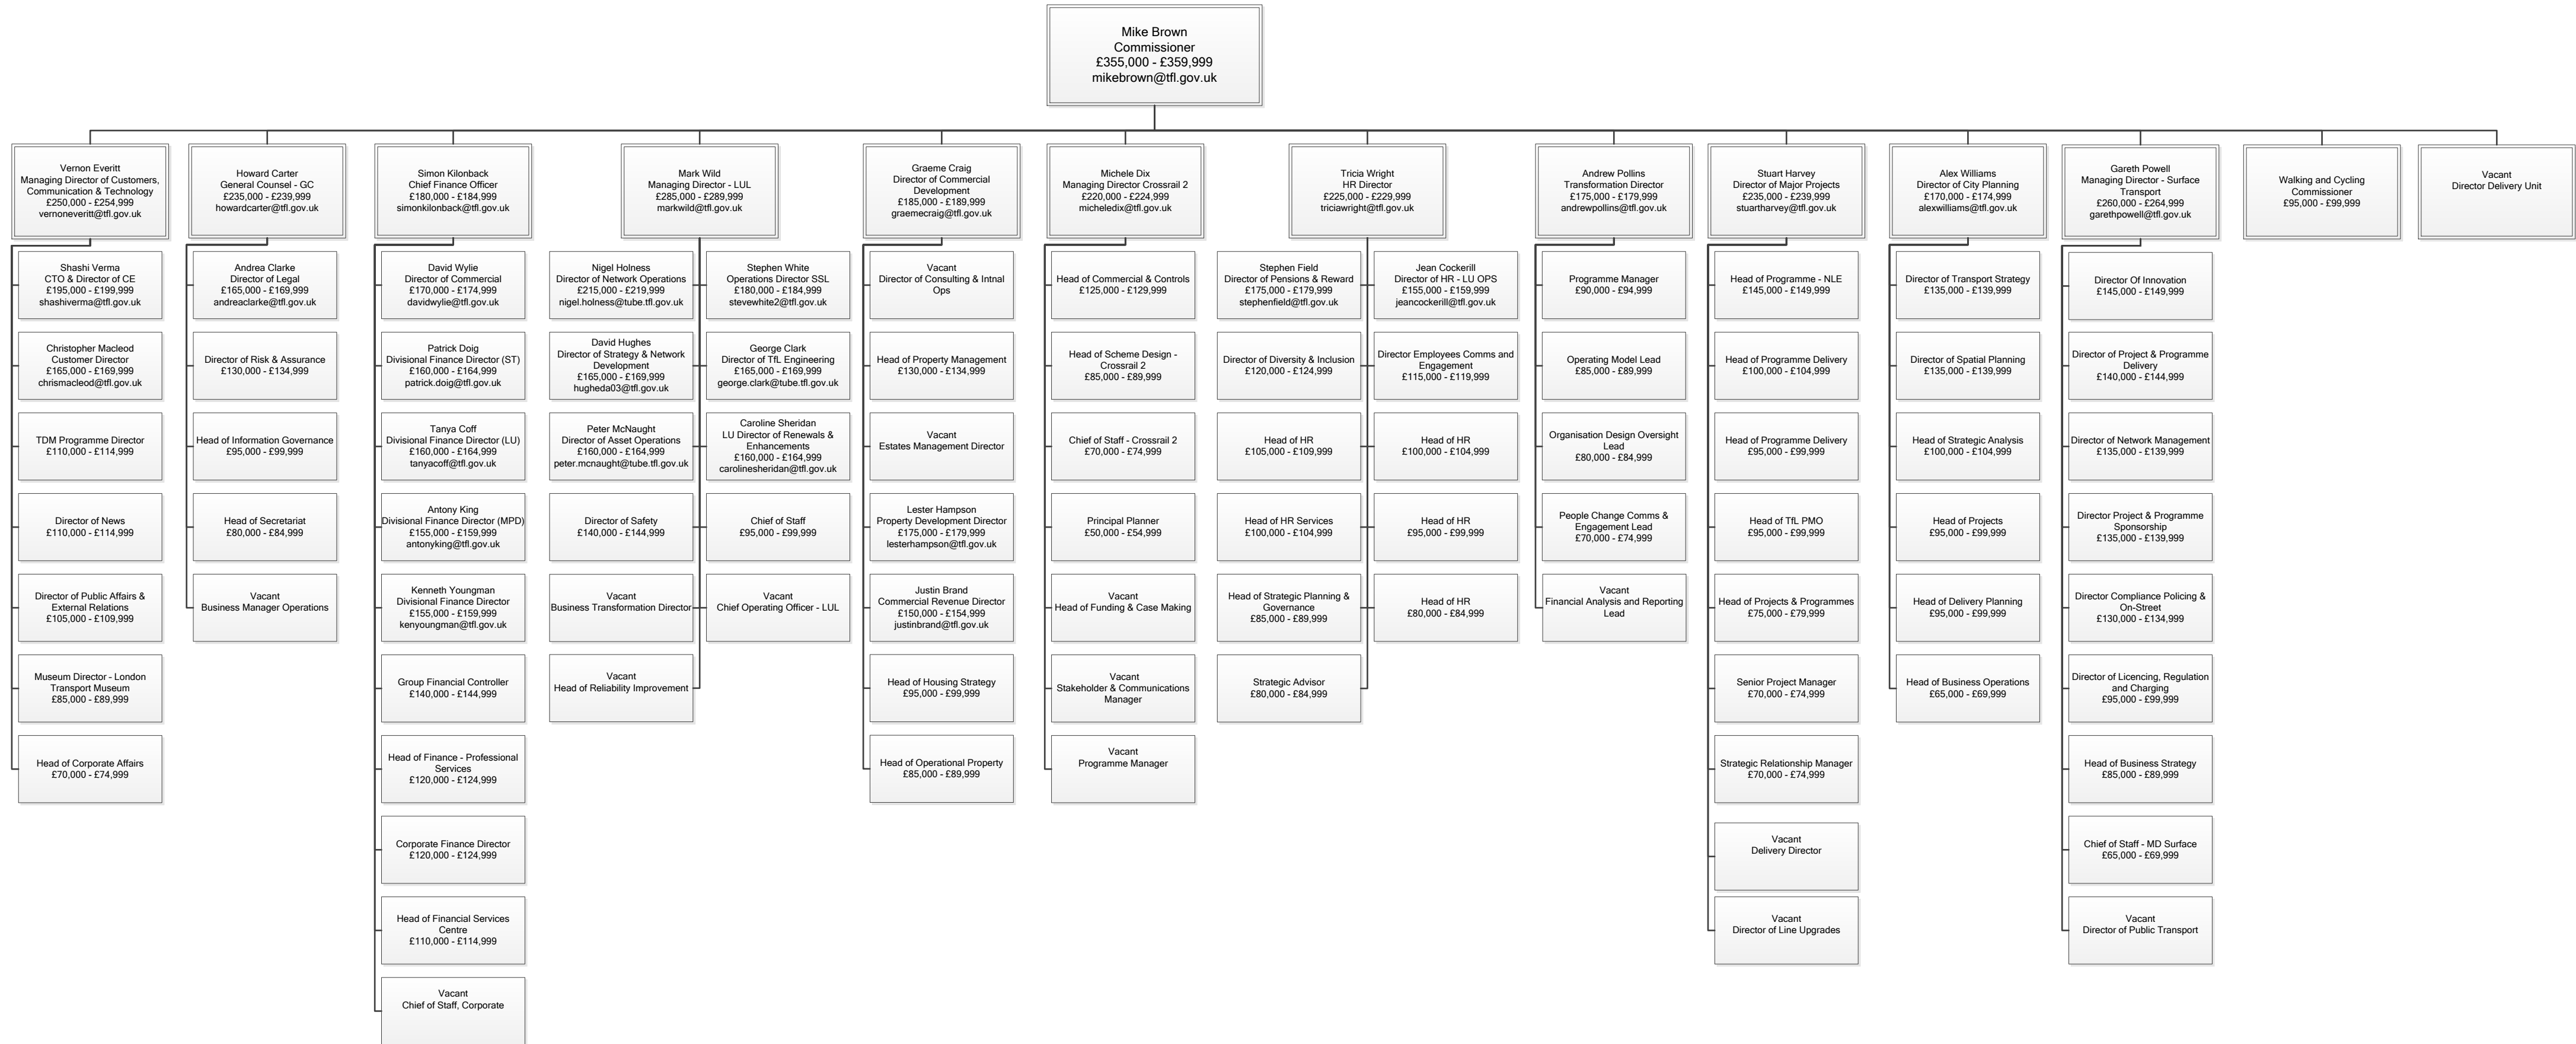 Mike Brown
Commissioner
£355,000 - £359,999
mikebrown@tfl.gov.uk
Vernon Everitt
Managing Director of Customers,
Communication & Technology
£250,000 - £254,999
vernoneveritt@tfl.gov.uk
Howard Carter
General Counsel - GC
£235,000 - £239,999
howardcarter@tfl.gov.uk
Simon Kilonback
Chief Finance Officer
£180,000 - £184,999
simonkilonback@tfl.gov.uk
Mark Wild
Managing Director - LUL
£285,000 - £289,999
markwild@tfl.gov.uk
Graeme Craig
Director of Commercial
Development
£185,000 - £189,999
graemecraig@tfl.gov.uk
Michele Dix
Managing Director Crossrail 2
£220,000 - £224,999
micheledix@tfl.gov.uk
Tricia Wright
HR Director
£225,000 - £229,999
triciawright@tfl.gov.uk
Andrew Pollins
Transformation Director
£175,000 - £179,999
andrewpollins@tfl.gov.uk
Stuart Harvey
Director of Major Projects
£235,000 - £239,999
stuartharvey@tfl.gov.uk
Alex Williams
Director of City Planning
£170,000 - £174,999
alexwilliams@tfl.gov.uk
Gareth Powell
Managing Director - Surface
Transport
£260,000 - £264,999
garethpowell@tfl.gov.uk
Walking and Cycling
Commissioner
£95,000 - £99,999
Vacant
Director Delivery Unit
Shashi Verma
CTO & Director of CE
£195,000 - £199,999
shashiverma@tfl.gov.uk
Christopher Macleod
Customer Director
£165,000 - £169,999
chrismacleod@tfl.gov.uk
TDM Programme Director
£110,000 - £114,999
Director of News
£110,000 - £114,999
Director of Public Affairs &
External Relations
£105,000 - £109,999
Museum Director - London
Transport Museum
£85,000 - £89,999
Head of Corporate Affairs
£70,000 - £74,999
Andrea Clarke
Director of Legal
£165,000 - £169,999
andreaclarke@tfl.gov.uk
Director of Risk & Assurance
£130,000 - £134,999
Head of Information Governance
£95,000 - £99,999
Head of Secretariat
£80,000 - £84,999
Vacant
Business Manager Operations
David Wylie
Director of Commercial
£170,000 - £174,999
davidwylie@tfl.gov.uk
Patrick Doig
Divisional Finance Director (ST)
£160,000 - £164,999
patrick.doig@tfl.gov.uk
Tanya Coff
Divisional Finance Director (LU)
£160,000 - £164,999
tanyacoff@tfl.gov.uk
Antony King
Divisional Finance Director (MPD)
£155,000 - £159,999
antonyking@tfl.gov.uk
Kenneth Youngman
Divisional Finance Director
£155,000 - £159,999
kenyoungman@tfl.gov.uk
Group Financial Controller
£140,000 - £144,999
Head of Finance - Professional
Services
£120,000 - £124,999
Corporate Finance Director
£120,000 - £124,999
Head of Financial Services
Centre
£110,000 - £114,999
Vacant
Chief of Staff, Corporate
Nigel Holness
Director of Network Operations
£215,000 - £219,999
nigel.holness@tube.tfl.gov.uk
David Hughes
Director of Strategy & Network
Development
£165,000 - £169,999
hugheda03@tfl.gov.uk
Peter McNaught
Director of Asset Operations
£160,000 - £164,999
peter.mcnaught@tube.tfl.gov.uk
Director of Safety
£140,000 - £144,999
Vacant
Business Transformation Director
Vacant
Head of Reliability Improvement
Stephen White
Operations Director SSL
£180,000 - £184,999
stevewhite2@tfl.gov.uk
George Clark
Director of TfL Engineering
£165,000 - £169,999
george.clark@tube.tfl.gov.uk
Caroline Sheridan
LU Director of Renewals &
Enhancements
£160,000 - £164,999
carolinesheridan@tfl.gov.uk
Chief of Staff
£95,000 - £99,999
Vacant
Chief Operating Officer - LUL
Vacant
Director of Consulting & Intnal
Ops
Head of Property Management
£130,000 - £134,999
Vacant
Estates Management Director
Lester Hampson
Property Development Director
£175,000 - £179,999
lesterhampson@tfl.gov.uk
Justin Brand
Commercial Revenue Director
£150,000 - £154,999
justinbrand@tfl.gov.uk
Head of Housing Strategy
£95,000 - £99,999
Head of Operational Property
£85,000 - £89,999
Head of Commercial & Controls
£125,000 - £129,999
Head of Scheme Design -
Crossrail 2
£85,000 - £89,999
Chief of Staff - Crossrail 2
£70,000 - £74,999
Principal Planner
£50,000 - £54,999
Vacant
Head of Funding & Case Making
Vacant
Stakeholder & Communications
Manager
Vacant
Programme Manager
Stephen Field
Director of Pensions & Reward
£175,000 - £179,999
stephenfield@tfl.gov.uk
Director of Diversity & Inclusion
£120,000 - £124,999
Head of HR
£105,000 - £109,999
Head of HR Services
£100,000 - £104,999
Head of Strategic Planning &
Governance
£85,000 - £89,999
Strategic Advisor
£80,000 - £84,999
Jean Cockerill
Director of HR - LU OPS
£155,000 - £159,999
jeancockerill@tfl.gov.uk
Director Employees Comms and
Engagement
£115,000 - £119,999
Head of HR
£100,000 - £104,999
Head of HR
£95,000 - £99,999
Head of HR
£80,000 - £84,999
Programme Manager
£90,000 - £94,999
Operating Model Lead
£85,000 - £89,999
Organisation Design Oversight
Lead
£80,000 - £84,999
People Change Comms &
Engagement Lead
£70,000 - £74,999
Vacant
Financial Analysis and Reporting
Lead
Head of Programme - NLE
£145,000 - £149,999
Head of Programme Delivery
£100,000 - £104,999
Head of Programme Delivery
£95,000 - £99,999
Head of TfL PMO
£95,000 - £99,999
Head of Projects & Programmes
£75,000 - £79,999
Senior Project Manager
£70,000 - £74,999
Strategic Relationship Manager
£70,000 - £74,999
Vacant
Delivery Director
Vacant
Director of Line Upgrades
Director of Transport Strategy
£135,000 - £139,999
Director of Spatial Planning
£135,000 - £139,999
Head of Strategic Analysis
£100,000 - £104,999
Head of Projects
£95,000 - £99,999
Head of Delivery Planning
£95,000 - £99,999
Head of Business Operations
£65,000 - £69,999
Director Of Innovation
£145,000 - £149,999
Director of Project & Programme
Delivery
£140,000 - £144,999
Director of Network Management
£135,000 - £139,999
Director Project & Programme
Sponsorship
£135,000 - £139,999
Director Compliance Policing &
On-Street
£130,000 - £134,999
Director of Licencing, Regulation
and Charging
£95,000 - £99,999
Head of Business Strategy
£85,000 - £89,999
Chief of Staff - MD Surface
£65,000 - £69,999
Vacant
Director of Public Transport